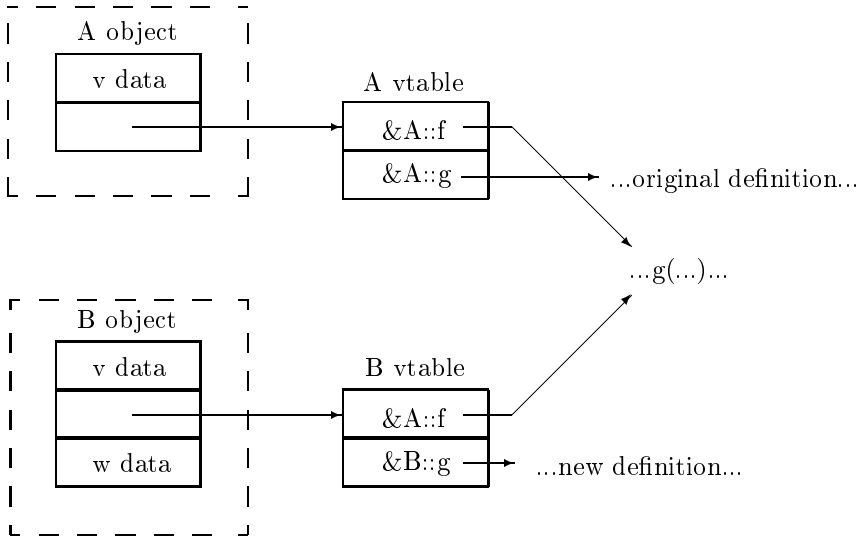 A object
v data
A vtable
&A::f
&A::g
...original definition...
...g(...)...
B object
v data
B vtable
&A::f
w data
&B::g
...new definition...